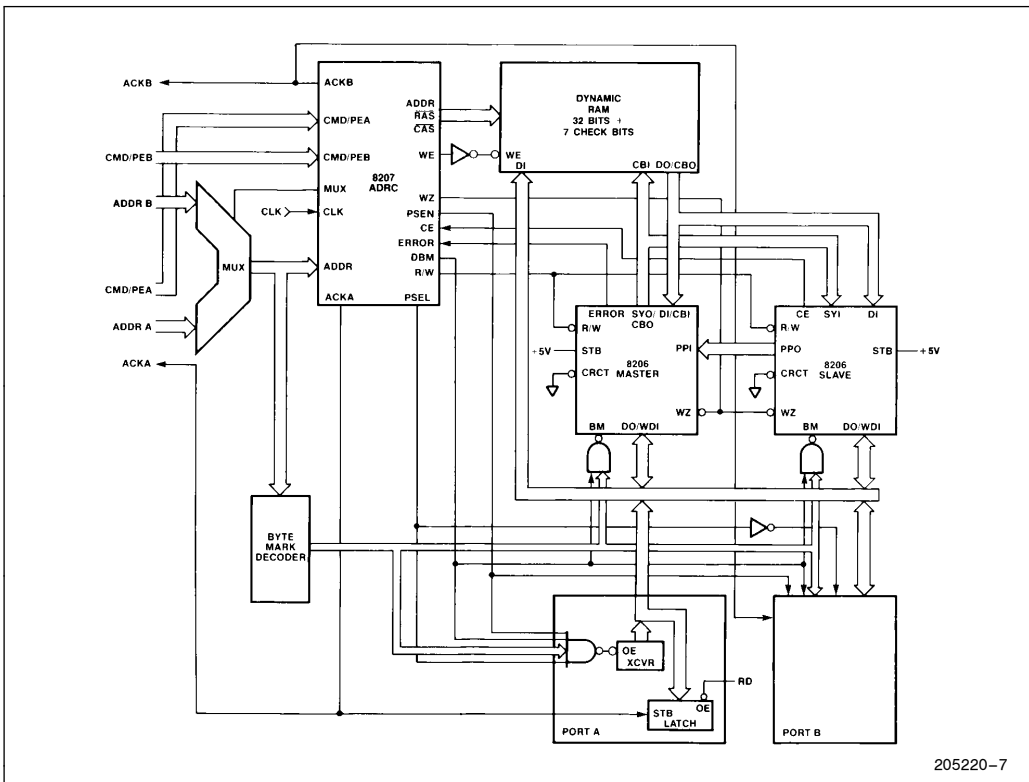 ACKB
CMD/PEB
ADDR B
CMD/PEA
ADDR A
ACKA
CLK
ACKB
CMD/PEA
CMD/PEB
8207
ADRC
MUX
CLK
ADDR
ACKA
PSEL
ADDR
RAS
CAS
WE
WZ
PSEN
CE
ERROR
DBM
R/W
MUX
DYNAMIC
RAM
32 BITS +
7 CHECK BITS
WE
DI
CBI
DO/CBO
ERROR
SYO/
CBO
DI/CBI
R/W
+5V
STB
PPI
CRCT
8206
MASTER
WZ
BM
DO/WDI
CE
SYI
DI
R/W
PPO
STB
+5V
CRCT
8206
SLAVE
WZ
BM
DO/WDI
BYTE
MARK
DECODER
OE
XCVR
RD
STB
OE
LATCH
PORT A
PORT B
205220-7